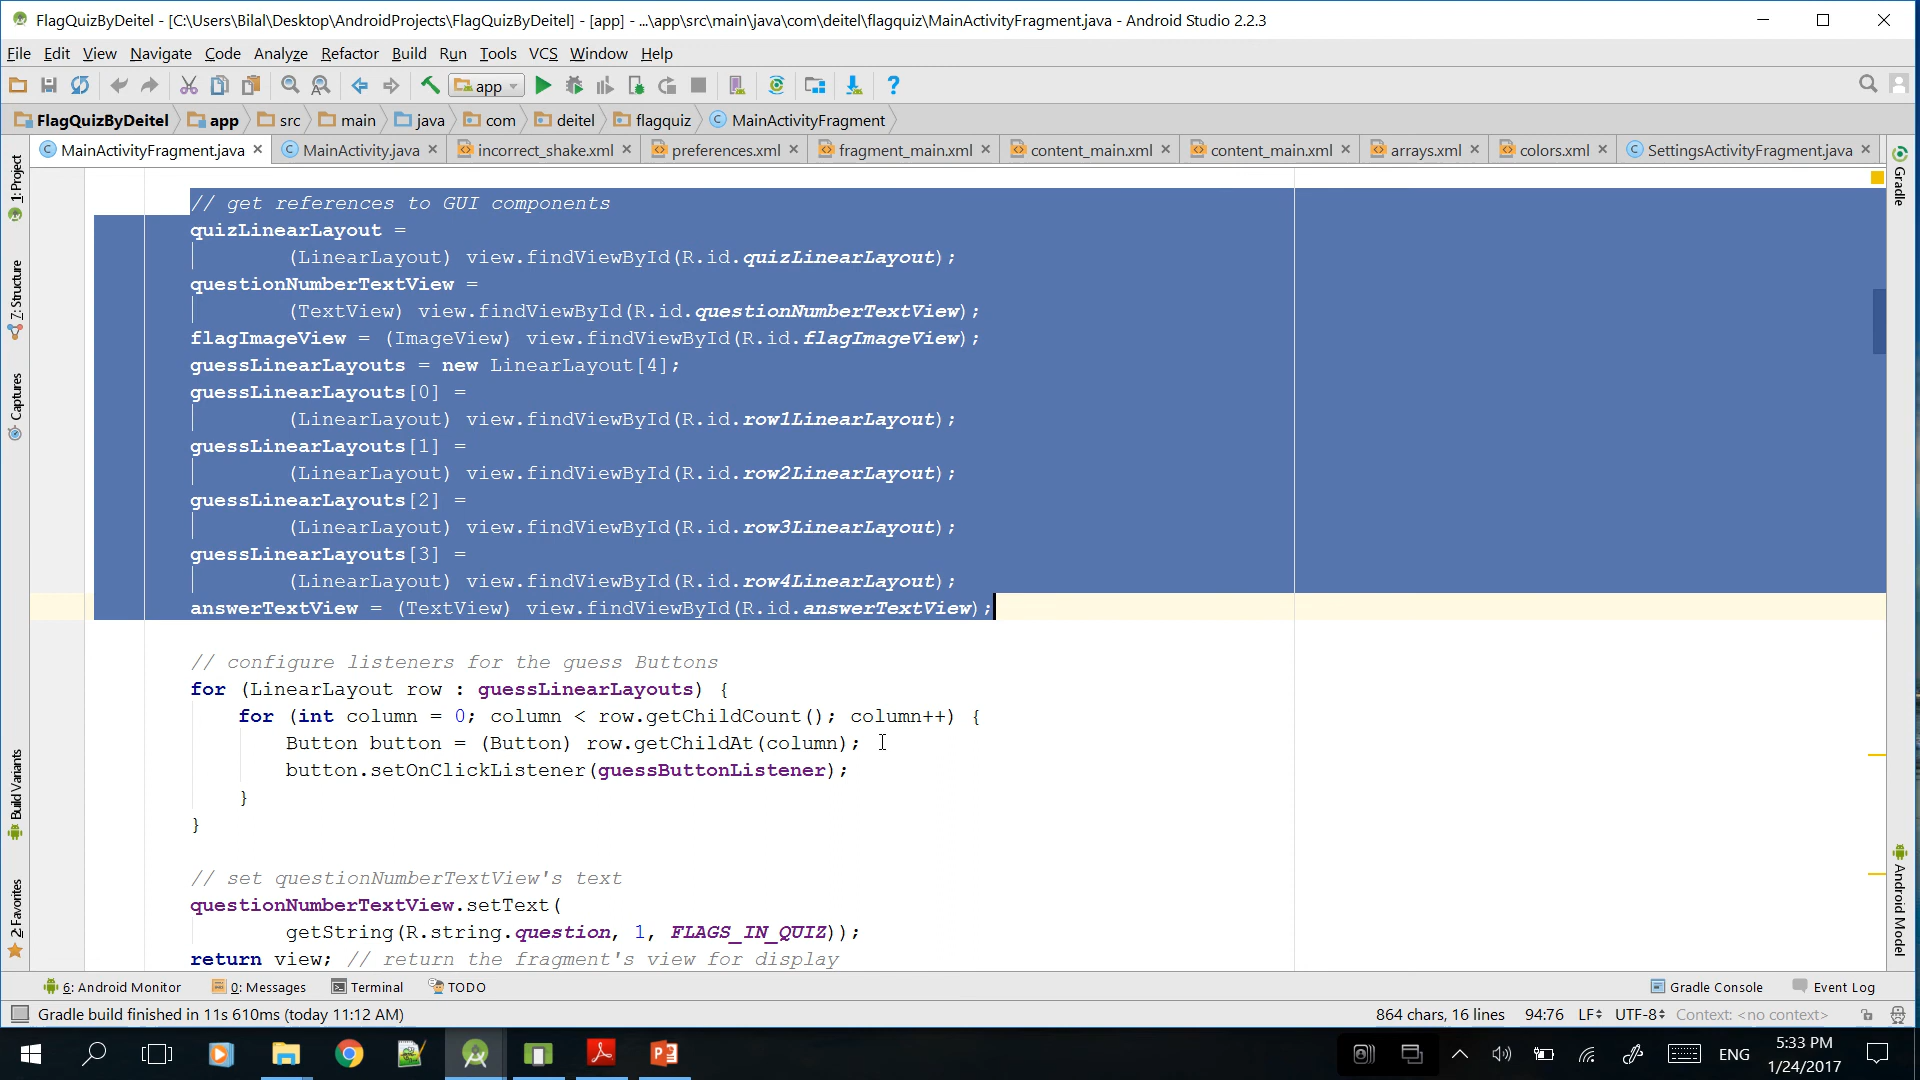 FlagQuizByDeitel - [C:\Users\Bilal\Desktop\AndroidProjects\FlagQuizByDeitel] - [app] - ...\app\src\main\java\com\deitel\flagquiz\MainActivityFragment.java - Android Studio 2.2.3
File Edit View Navigate Code Analyze Refactor Build Run Tools VCS Window Help
app
FlagQuizByDeitel app src main java com deitel flagquiz MainActivityFragment
MainActivityFragment.java MainActivity.java incorrect_shake.xml preferences.xml fragment_main.xml content_main.xml content_main.xml arrays.xml colors.xml SettingsActivityFragment.java
1: Project
7: Structure
Captures
Build Variants
2: Favorites
// get references to GUI components
quizLinearLayout =
(LinearLayout) view.findViewById(R.id.quizLinearLayout);
questionNumberTextView =
(TextView) view.findViewById(R.id.questionNumberTextView);
flagImageView = (ImageView) view.findViewById(R.id.flagImageView);
guessLinearLayouts = new LinearLayout[4];
guessLinearLayouts[0] =
(LinearLayout) view.findViewById(R.id.row1LinearLayout);
guessLinearLayouts[1] =
(LinearLayout) view.findViewById(R.id.row2LinearLayout);
guessLinearLayouts[2] =
(LinearLayout) view.findViewById(R.id.row3LinearLayout);
guessLinearLayouts[3] =
(LinearLayout) view.findViewById(R.id.row4LinearLayout);
answerTextView = (TextView) view.findViewById(R.id.answerTextView);
// configure listeners for the guess Buttons
for (LinearLayout row : guessLinearLayouts) {
for (int column = 0; column < row.getChildCount(); column++) {
Button button = (Button) row.getChildAt(column);
button.setOnClickListener(guessButtonListener);
}
}
// set questionNumberTextView's text
questionNumberTextView.setText(
getString(R.string.question, 1, FLAGS_IN_QUIZ));
return view; // return the fragment's view for display
Gradle
Android Model
6: Android Monitor 0: Messages Terminal TODO Gradle Console Event Log
Gradle build finished in 11s 610ms (today 11:12 AM) 864 chars, 16 lines 94:76 LF UTF-8 Context: <no context>
ENG
5:33 PM
1/24/2017